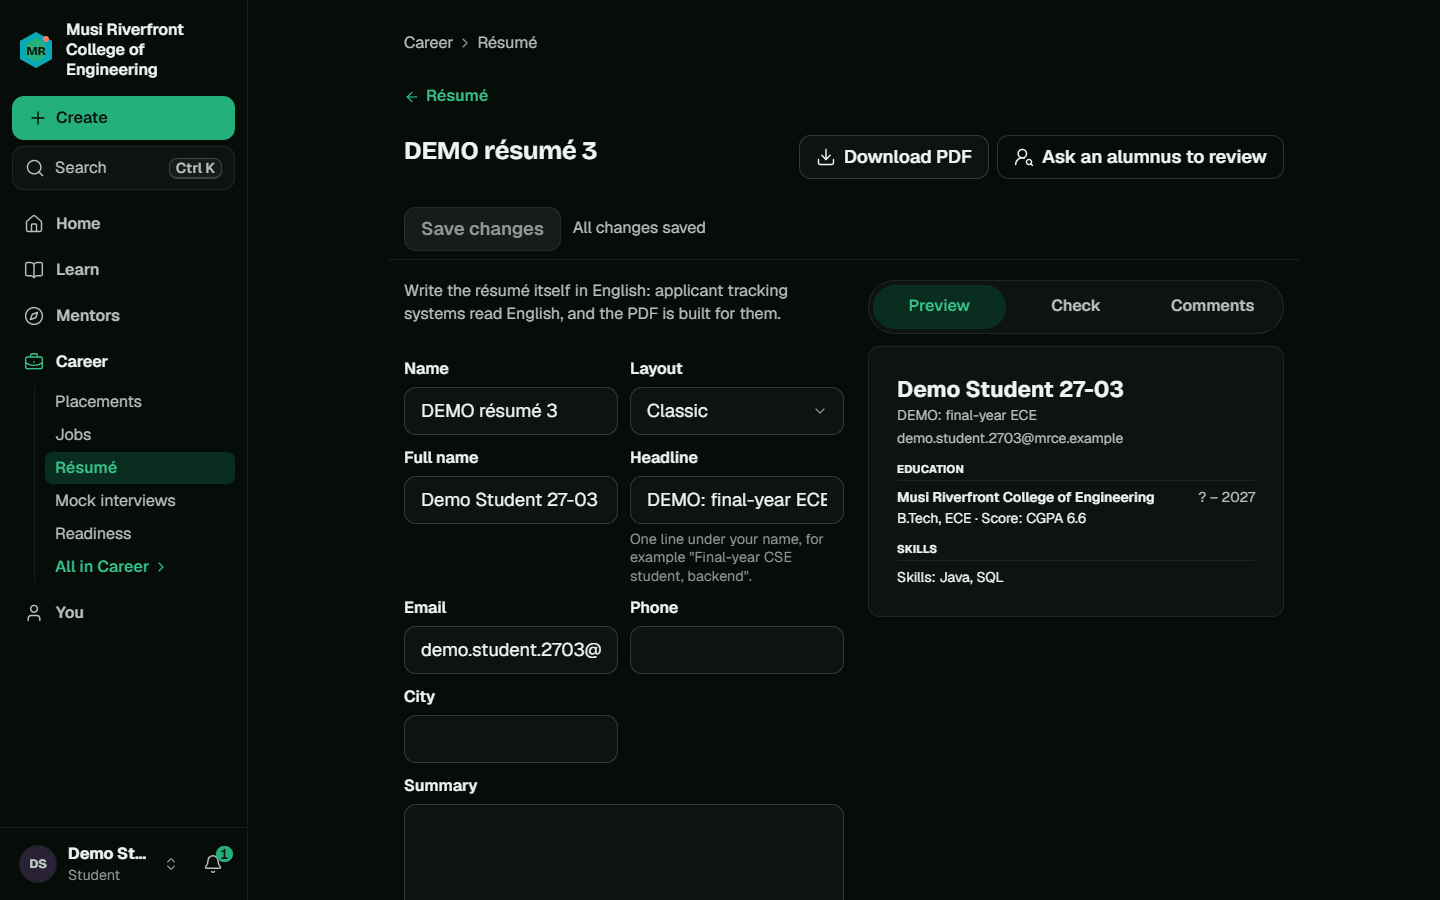 MR
Musi Riverfront
College of
Engineering
Create
Search
Ctrl K
Home
Learn
Mentors
Career
Placements
Jobs
Résumé
Mock interviews
Readiness
All in Career
You
DS
Demo St...
Student
1
Career
Résumé
Résumé
DEMO résumé 3
Download PDF
Ask an alumnus to review
Save changes
All changes saved
Write the résumé itself in English: applicant tracking
systems read English, and the PDF is built for them.
Name
Layout
DEMO résumé 3
Classic
Full name
Headline
Demo Student 27-03
DEMO: final-year ECE
One line under your name, for
example "Final-year CSE
student, backend".
Email
Phone
demo.student.2703@
City
Summary
Preview
Check
Comments
Demo Student 27-03
DEMO: final-year ECE
demo.student.2703@mrce.example
EDUCATION
Musi Riverfront College of Engineering
? – 2027
B.Tech, ECE · Score: CGPA 6.6
SKILLS
Skills: Java, SQL